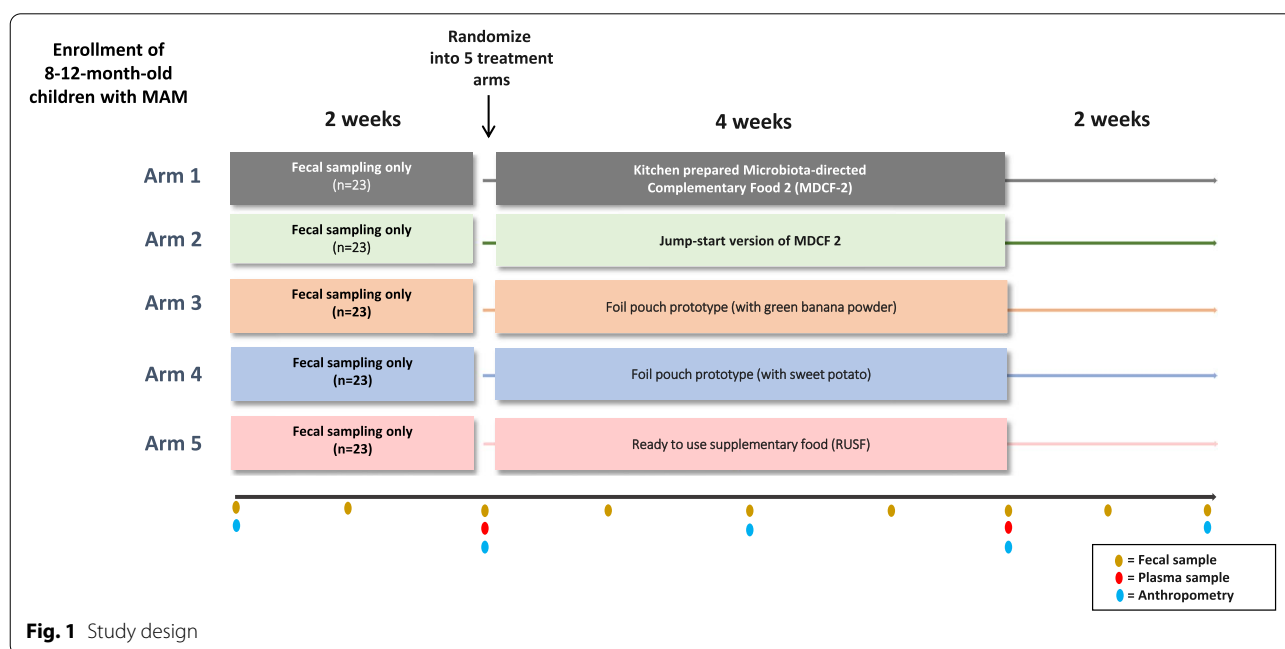 Enrollment of
8-12-month-old
children with MAM
Randomize
into 5 treatment
arms
2 weeks
4 weeks
2 weeks
Arm 1
Fecal sampling only
(n=23)
Kitchen prepared Microbiota-directed
Complementary Food 2 (MDCF-2)
Arm 2
Fecal sampling only
(n=23)
Jump-start version of MDCF 2
Arm 3
Fecal sampling only
(n=23)
Foil pouch prototype (with green banana powder)
Arm 4
Fecal sampling only
(n=23)
Foil pouch prototype (with sweet potato)
Arm 5
Fecal sampling only
(n=23)
Ready to use supplementary food (RUSF)
= Fecal sample
= Plasma sample
= Anthropometry
Fig. 1 Study design